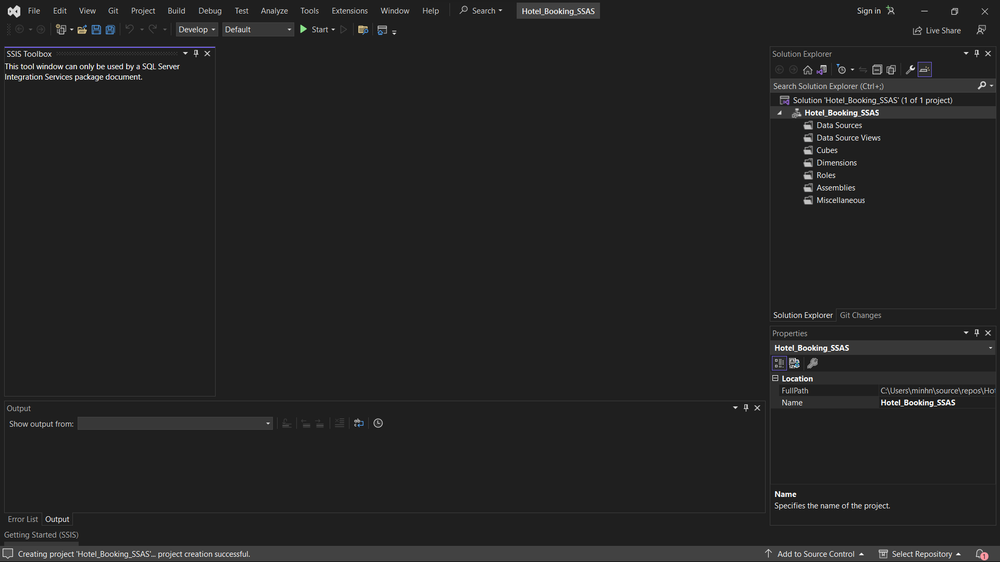 File Edit View Git Project Build Debug Test Analyze Tools Extensions Window Help Search Hotel_Booking_SSAS Sign in
Develop Default Start Live Share
SSIS Toolbox
This tool window can only be used by a SQL Server
Integration Services package document.
Solution Explorer
Search Solution Explorer (Ctrl+;)
Solution 'Hotel_Booking_SSAS' (1 of 1 project)
Hotel_Booking_SSAS
Data Sources
Data Source Views
Cubes
Dimensions
Roles
Assemblies
Miscellaneous
Solution Explorer Git Changes
Properties
Hotel_Booking_SSAS
Location
FullPath C:\Users\minhn\source\repos\Hot
Name Hotel_Booking_SSAS
Name
Specifies the name of the project.
Output
Show output from:
Error List Output
Getting Started (SSIS)
Creating project 'Hotel_Booking_SSAS'... project creation successful. Add to Source Control Select Repository 1